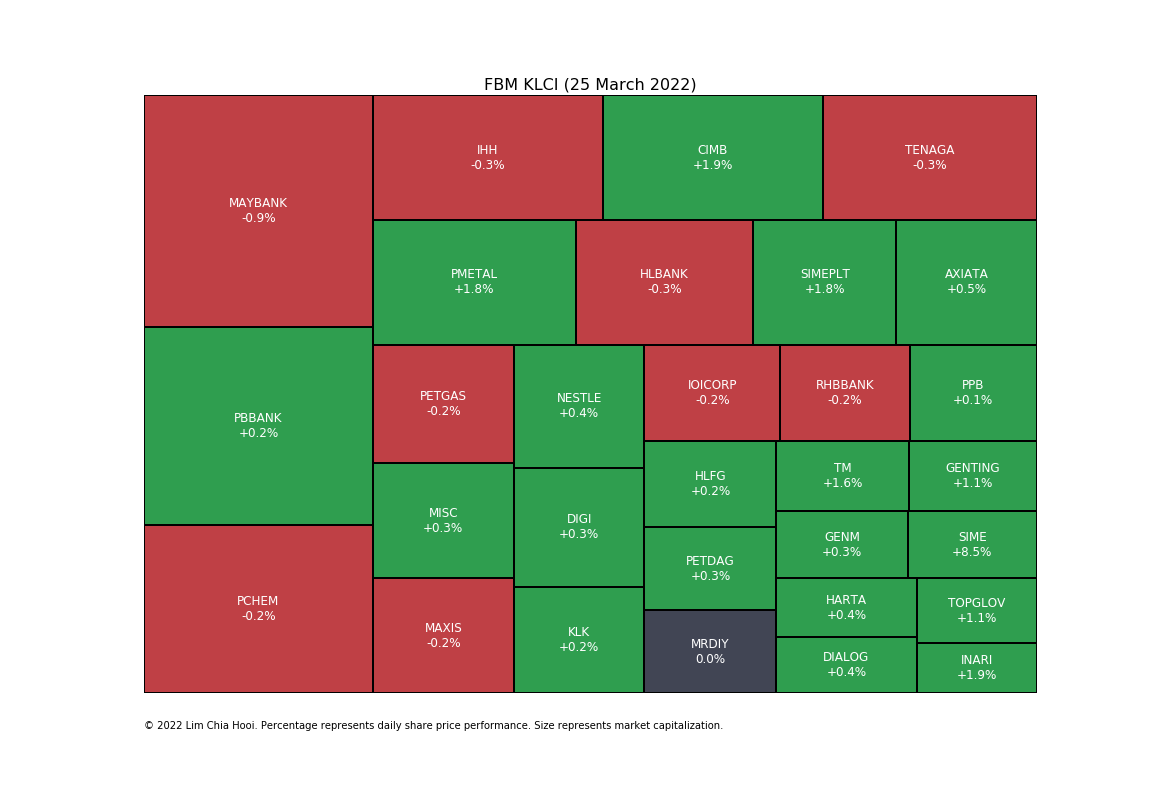 FBM KLCI (25 March 2022)
MAYBANK
-0.9%
PBBANK
+0.2%
PCHEM
-0.2%
IHH
-0.3%
CIMB
+1.9%
TENAGA
-0.3%
PMETAL
+1.8%
HLBANK
-0.3%
SIMEPLT
+1.8%
AXIATA
+0.5%
PETGAS
-0.2%
MISC
+0.3%
MAXIS
-0.2%
NESTLE
+0.4%
DIGI
+0.3%
KLK
+0.2%
IOICORP
-0.2%
RHBBANK
-0.2%
PPB
+0.1%
HLFG
+0.2%
PETDAG
+0.3%
MRDIY
0.0%
TM
+1.6%
GENTING
+1.1%
GENM
+0.3%
SIME
+8.5%
HARTA
+0.4%
DIALOG
+0.4%
TOPGLOV
+1.1%
INARI
+1.9%
© 2022 Lim Chia Hooi. Percentage represents daily share price performance. Size represents market capitalization.